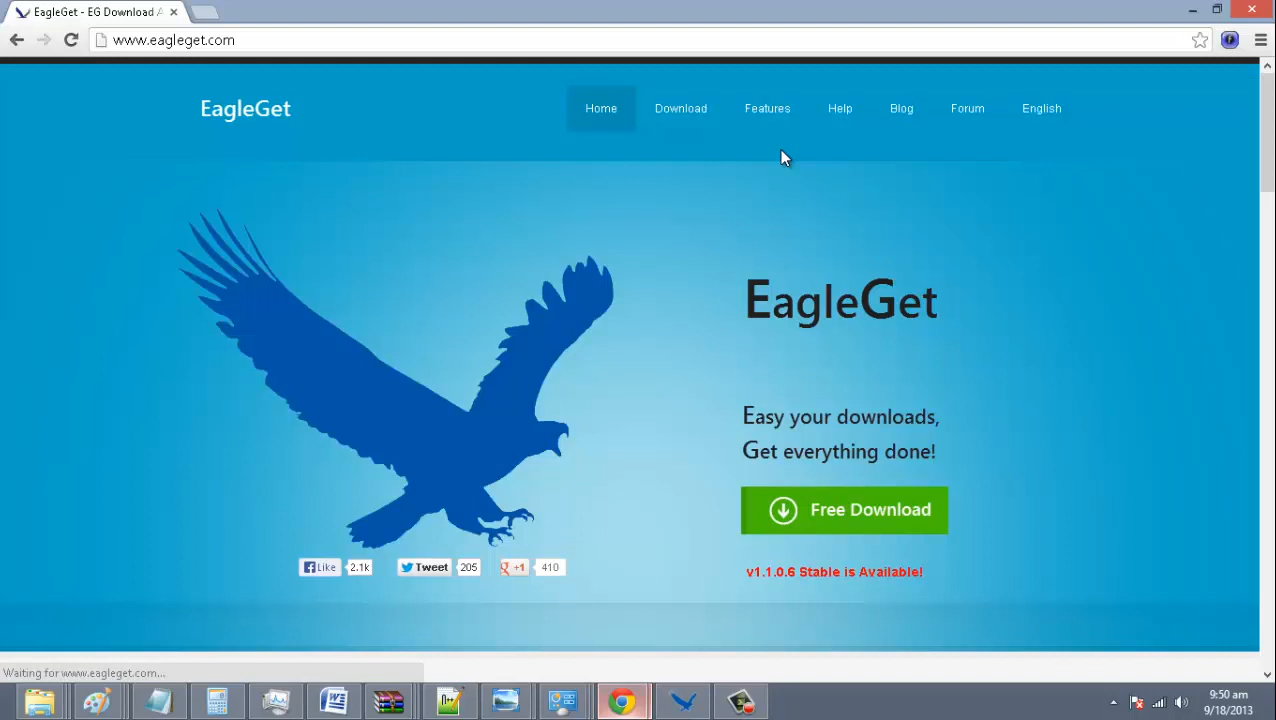 EagleGet - EG Download A
www.eagleget.com
EagleGet
Home Download Features Help Blog Forum English
EagleGet
Easy your downloads,
Get everything done!
Free Download
Like 2.1k Tweet 205 +1 410
v1.1.0.6 Stable is Available!
Waiting for www.eagleget.com...
9:50 am
9/18/2013